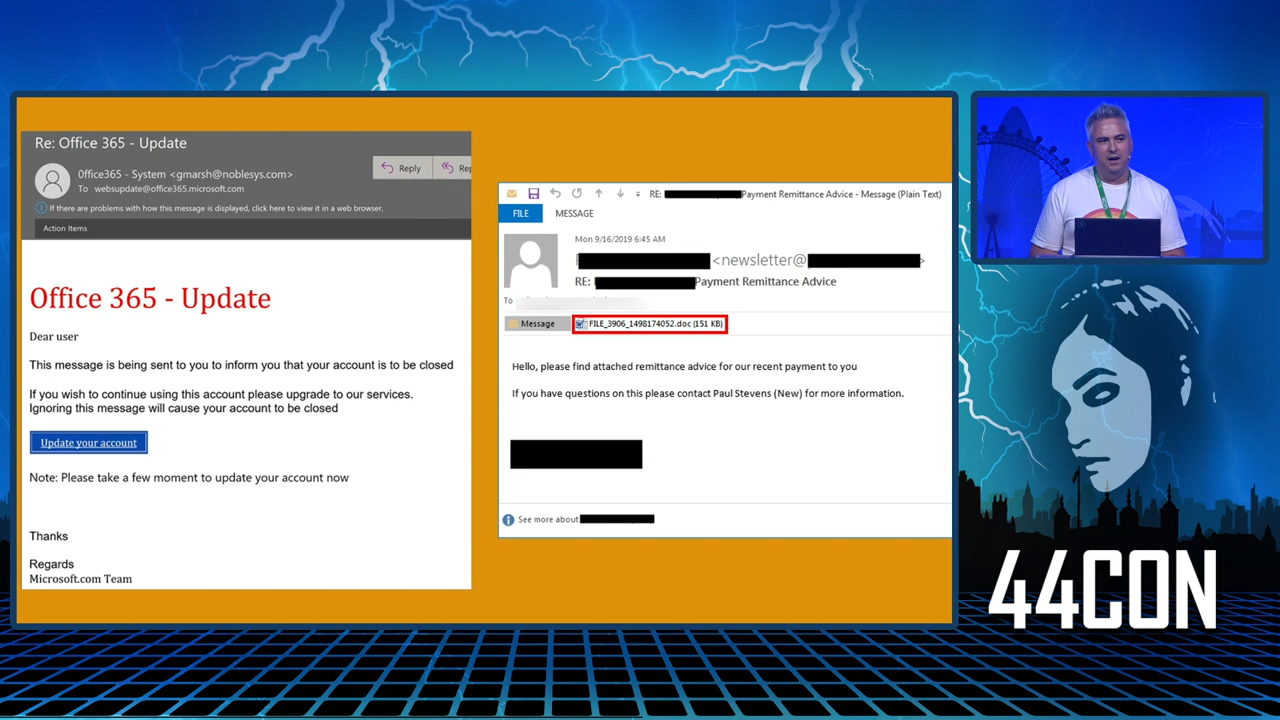 Re: Office 365 - Update
Office365 - System <gmarsh@noblesys.com>
To websupdate@office365.microsoft.com
Reply
Rep
If there are problems with how this message is displayed, click here to view it in a web browser.
Action Items
Office 365 - Update
Dear user
This message is being sent to you to inform you that your account is to be closed
If you wish to continue using this account please upgrade to our services.
Ignoring this message will cause your account to be closed
Update your account
Note: Please take a few moment to update your account now
Thanks
Regards
Microsoft.com Team
RE: Payment Remittance Advice - Message (Plain Text)
FILE MESSAGE
Mon 9/16/2019 6:45 AM
<newsletter@ >
RE: Payment Remittance Advice
To
Message FILE_3906_1498174052.doc (151 KB)
Hello, please find attached remittance advice for our recent payment to you
If you have questions on this please contact Paul Stevens (New) for more information.
See more about
44CON